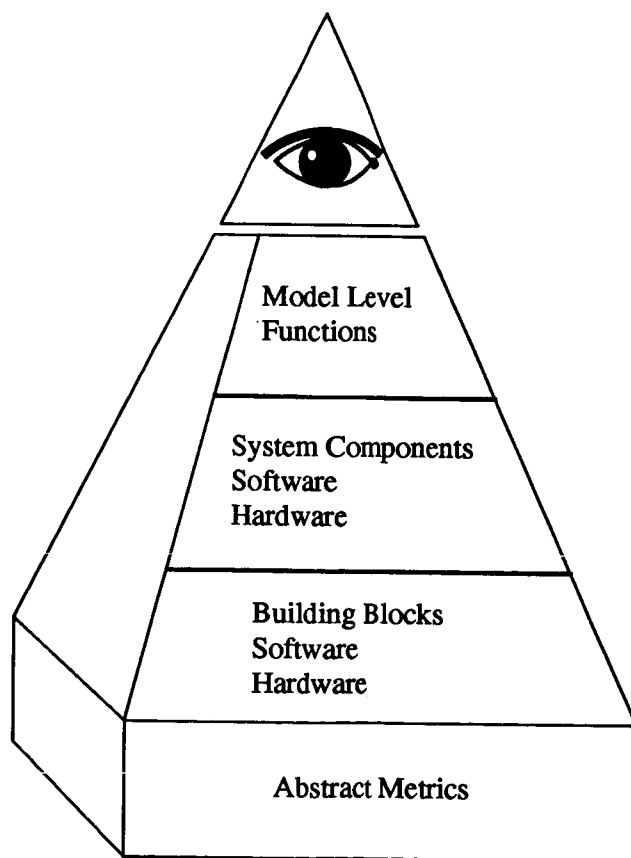 Model Level
Functions
System Components
Software
Hardware
Building Blocks
Software
Hardware
Abstract Metrics